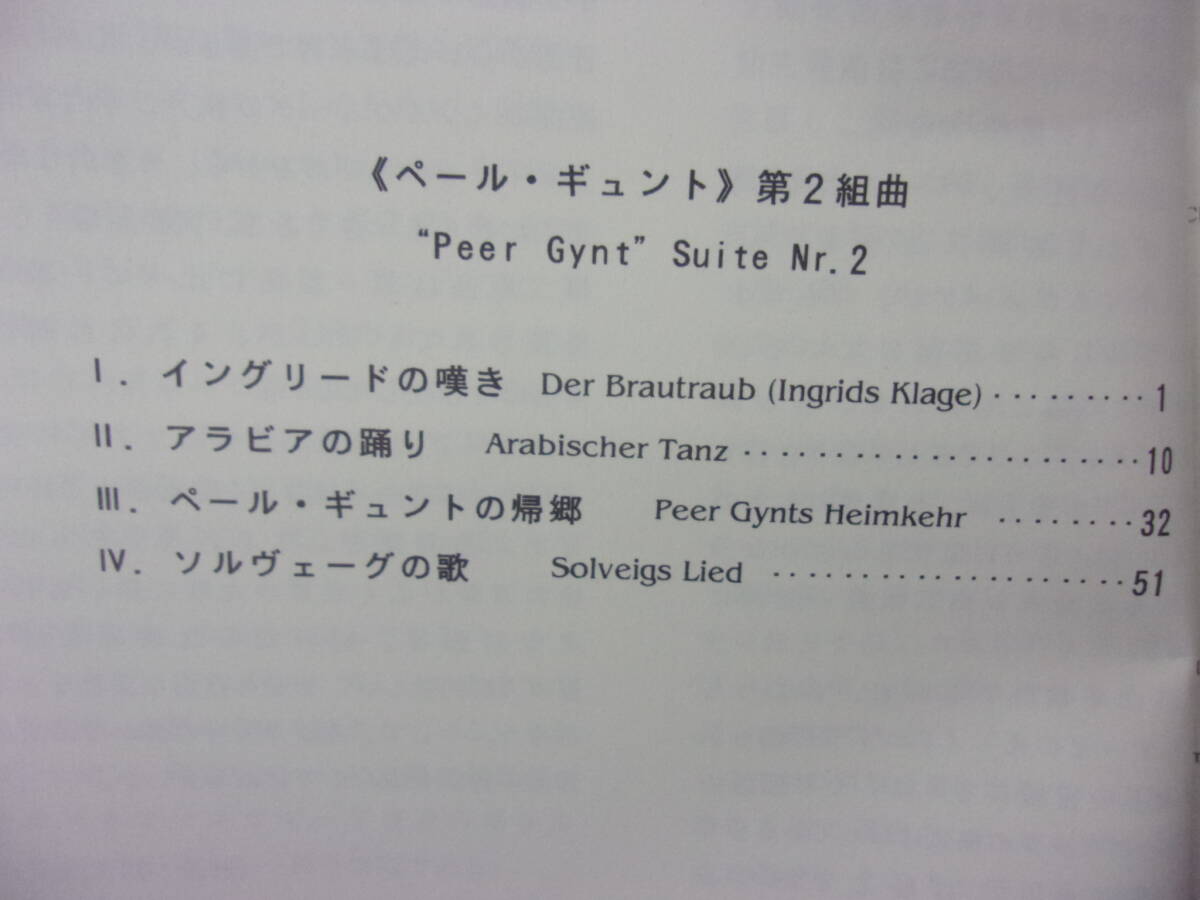 《ペール・ギュント》第2組曲
“Peer Gynt” Suite Nr.2
Ⅰ. イングリードの嘆き Der Brautraub (Ingrids Klage) ········· 1
Ⅱ. アラビアの踊り Arabischer Tanz ······················ 10
Ⅲ. ペール・ギュントの帰郷 Peer Gynts Heimkehr ········ 32
Ⅳ. ソルヴェーグの歌 Solveigs Lied ···················· 51